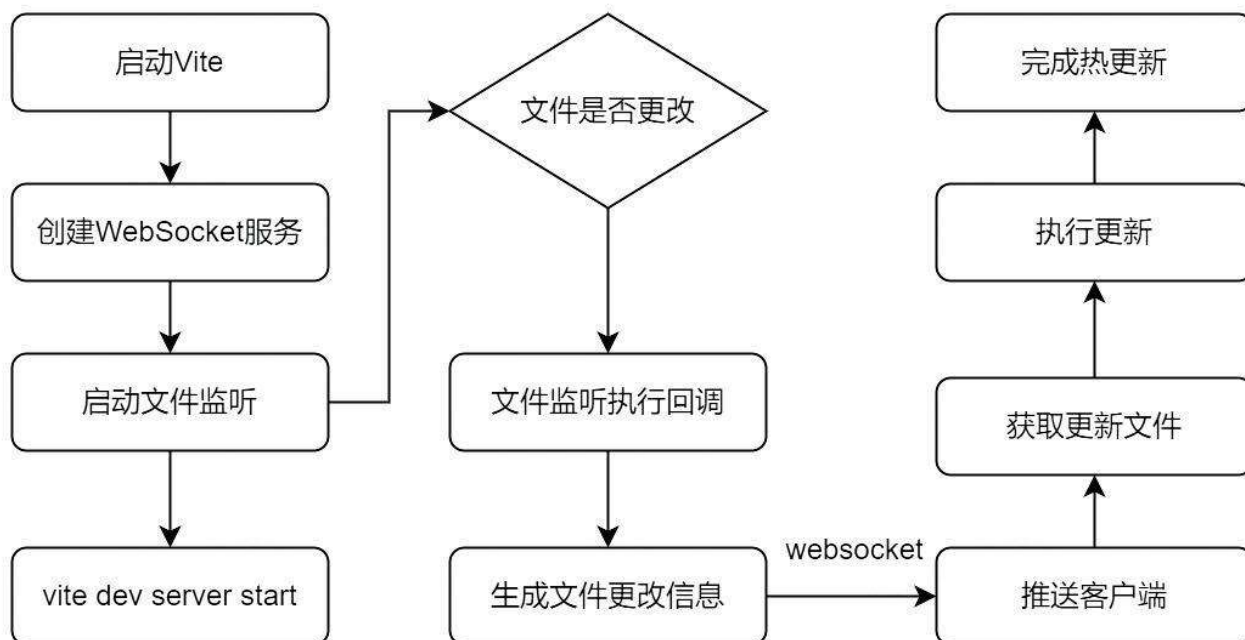 启动Vite
创建WebSocket服务
启动文件监听
vite dev server start
文件是否更改
文件监听执行回调
生成文件更改信息
websocket
推送客户端
获取更新文件
执行更新
完成热更新